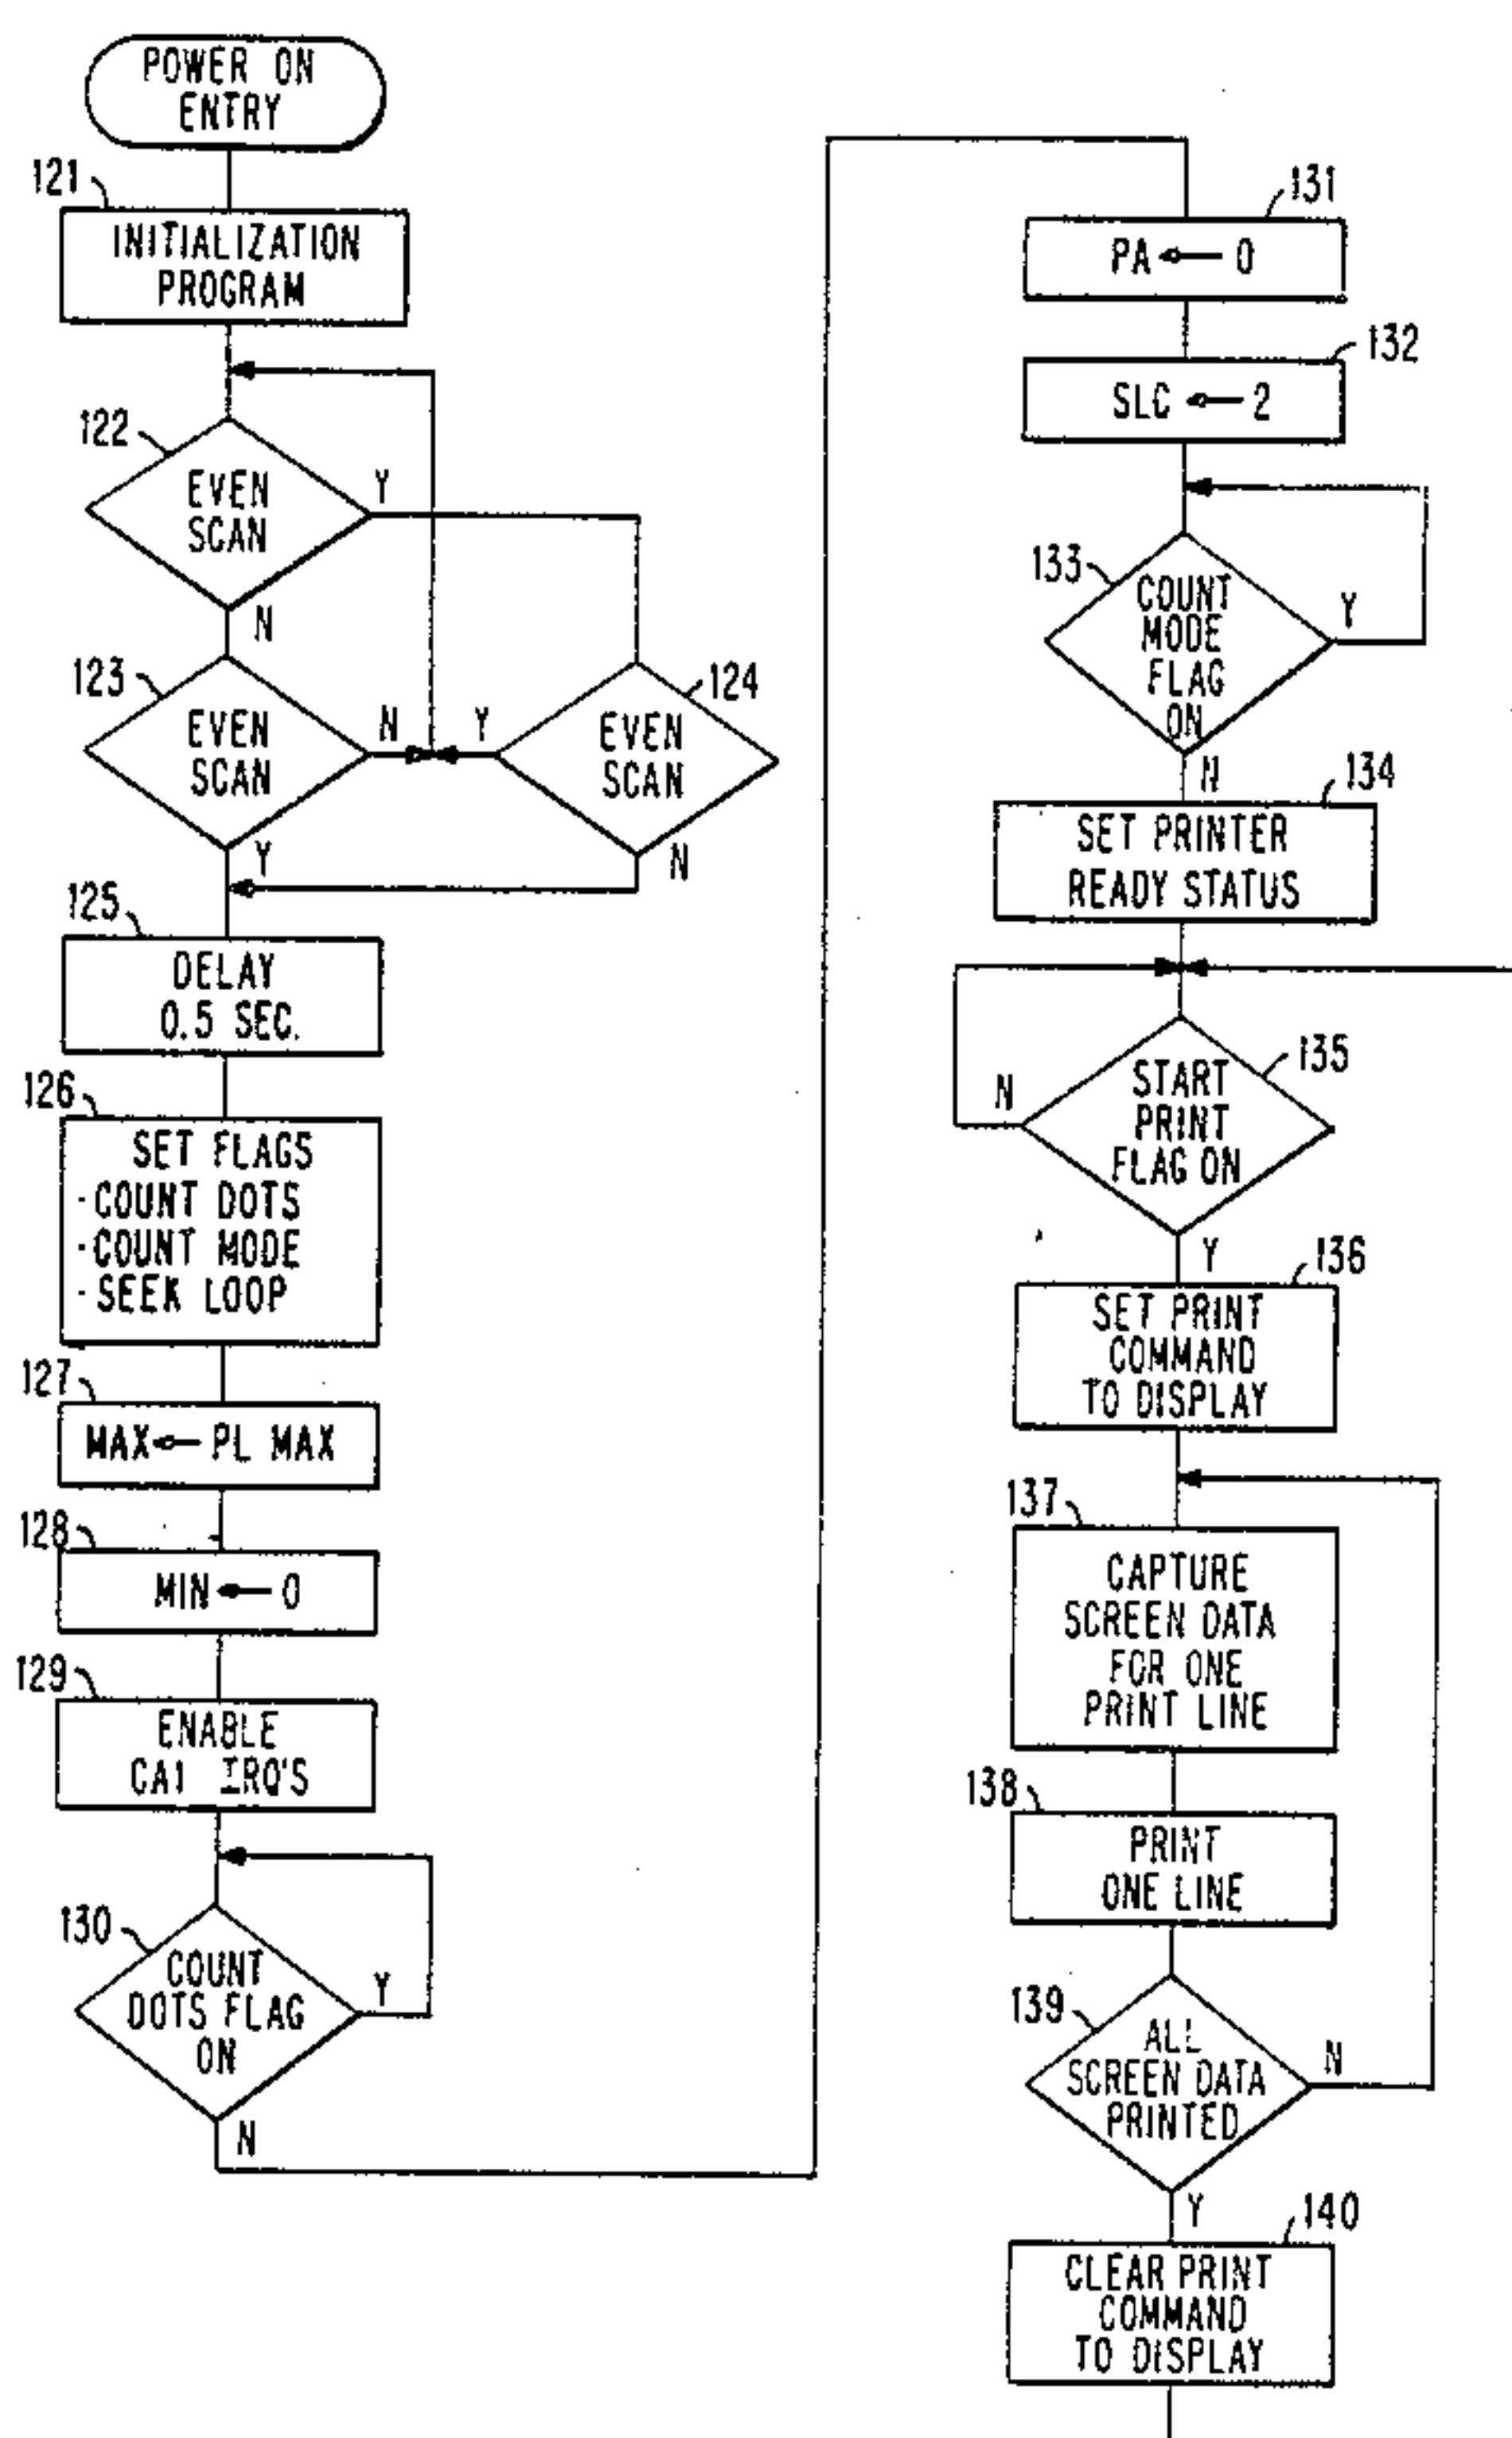 POWER ON
ENTRY
121
INITIALIZATION
PROGRAM
122
EVEN
SCAN
Y
N
123
EVEN
SCAN
N
Y
124
EVEN
SCAN
Y
N
125
DELAY
0.5 SEC.
126
SET FLAGS
- COUNT DOTS
- COUNT MODE
- SEEK LOOP
127
MAX ← PL MAX
128
MIN ← 0
129
ENABLE
CA1 IRQ'S
130
COUNT
DOTS FLAG
ON
Y
N
131
PA ← 0
132
SLC ← 2
133
COUNT
MODE
FLAG
ON
Y
N
134
SET PRINTER
READY STATUS
135
START
PRINT
FLAG ON
N
Y
136
SET PRINT
COMMAND
TO DISPLAY
137
CAPTURE
SCREEN DATA
FOR ONE
PRINT LINE
138
PRINT
ONE LINE
139
ALL
SCREEN DATA
PRINTED
N
Y
140
CLEAR PRINT
COMMAND
TO DISPLAY